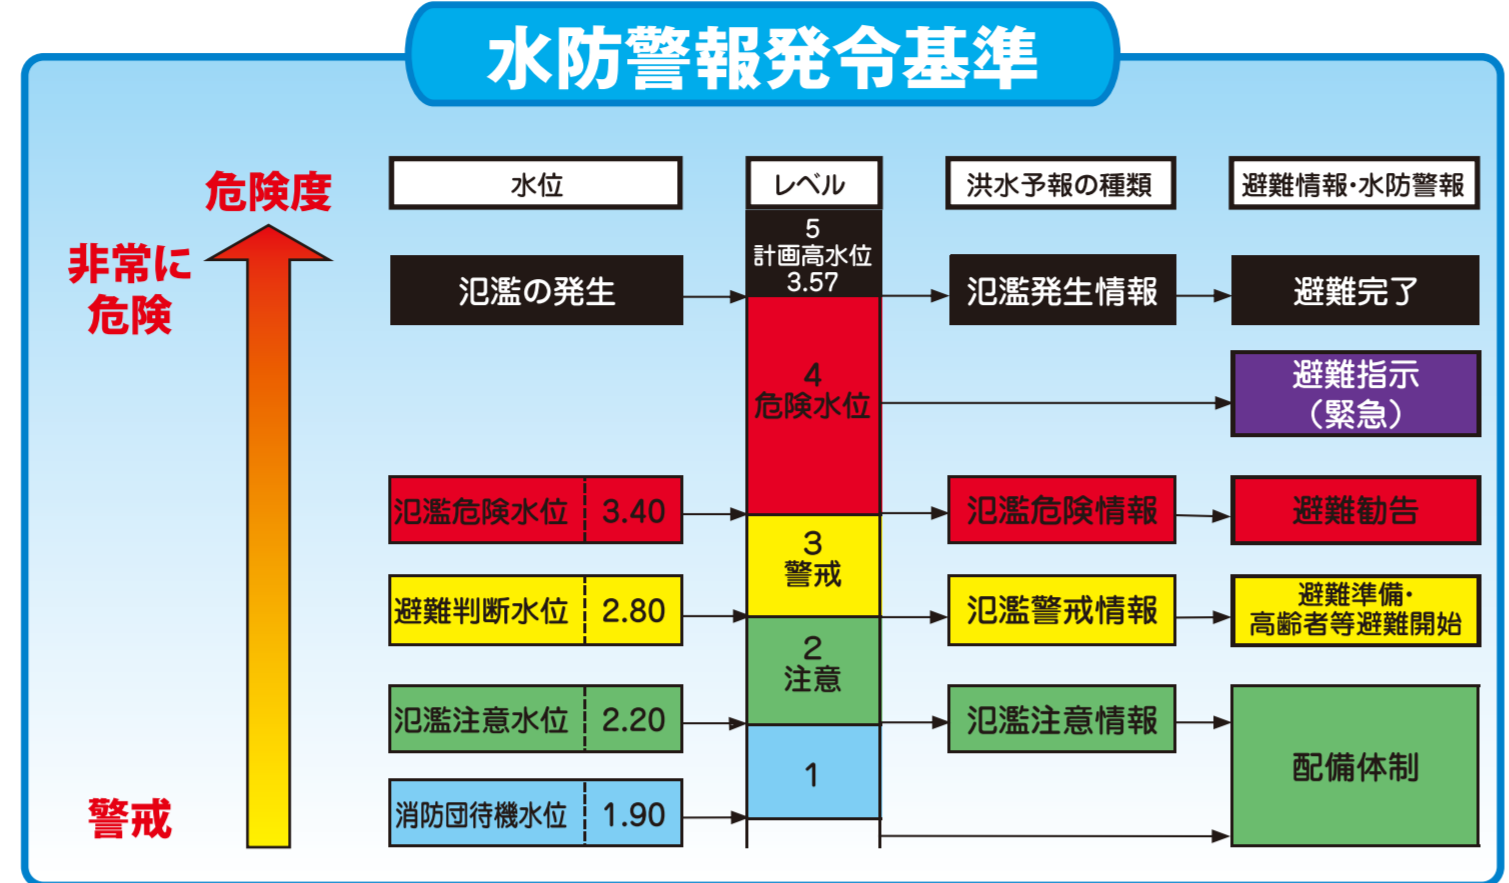 水防警報発令基準
危険度
非常に
危険
警戒
水位
レベル
洪水予報の種類
避難情報・水防警報
氾濫の発生
5
計画高水位
3.57
氾濫発生情報
避難完了
4
危険水位
避難指示
（緊急）
氾濫危険水位 3.40
氾濫危険情報
避難勧告
3
警戒
避難判断水位 2.80
氾濫警戒情報
避難準備・
高齢者等避難開始
2
注意
氾濫注意水位 2.20
氾濫注意情報
配備体制
1
消防団待機水位 1.90